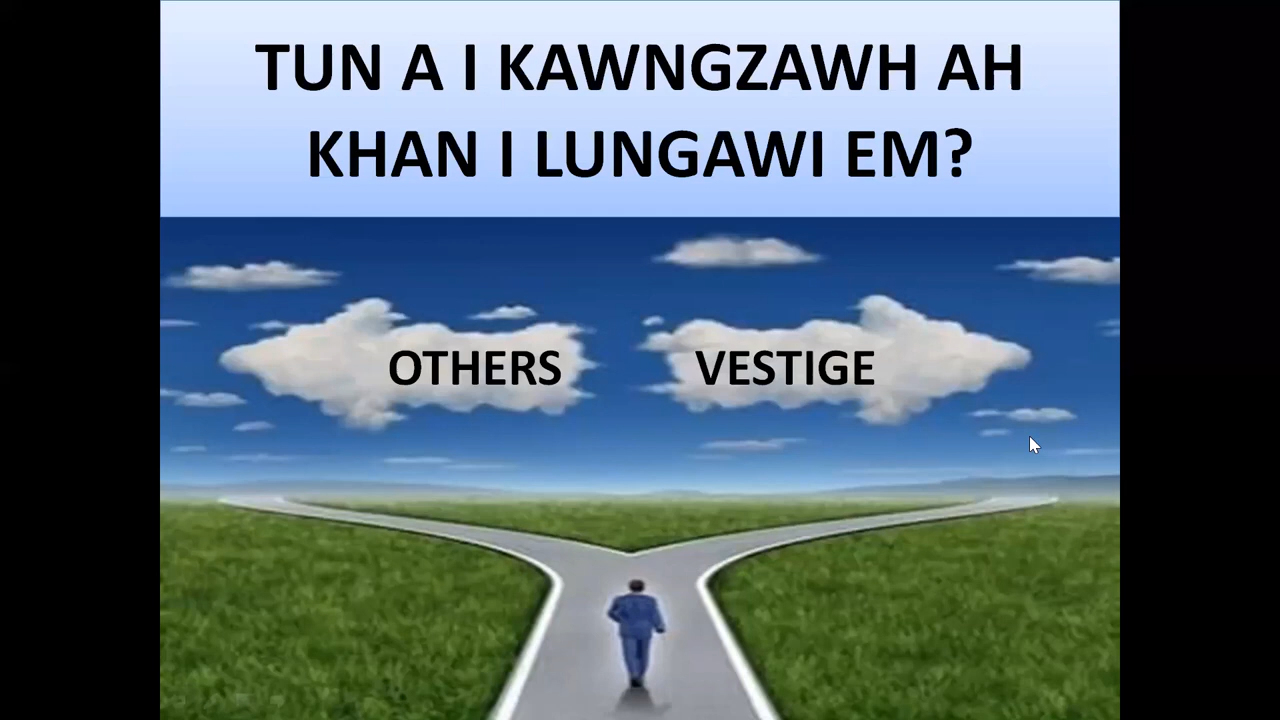 TUN A I KAWNGZAWH AH
KHAN I LUNGAWI EM?
OTHERS
VESTIGE